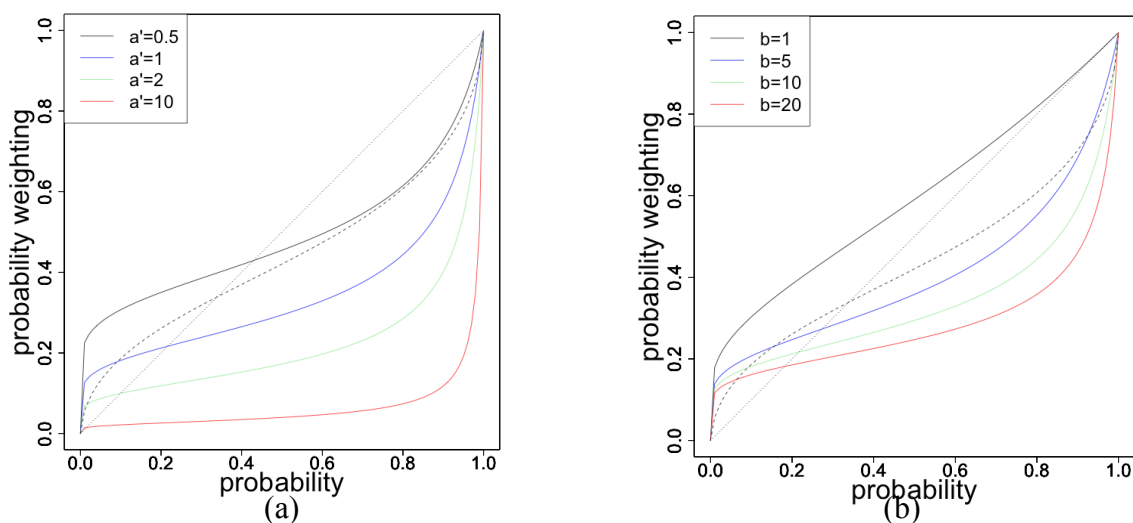 a'=0.5
a'=1
a'=2
a'=10
probability weighting
1.0
0.8
0.6
0.4
0.2
0.0
0.0 0.2 0.4 0.6 0.8 1.0
probability
(a)
b=1
b=5
b=10
b=20
probability weighting
1.0
0.8
0.6
0.4
0.2
0.0
0.0 0.2 0.4 0.6 0.8 1.0
probability
(b)